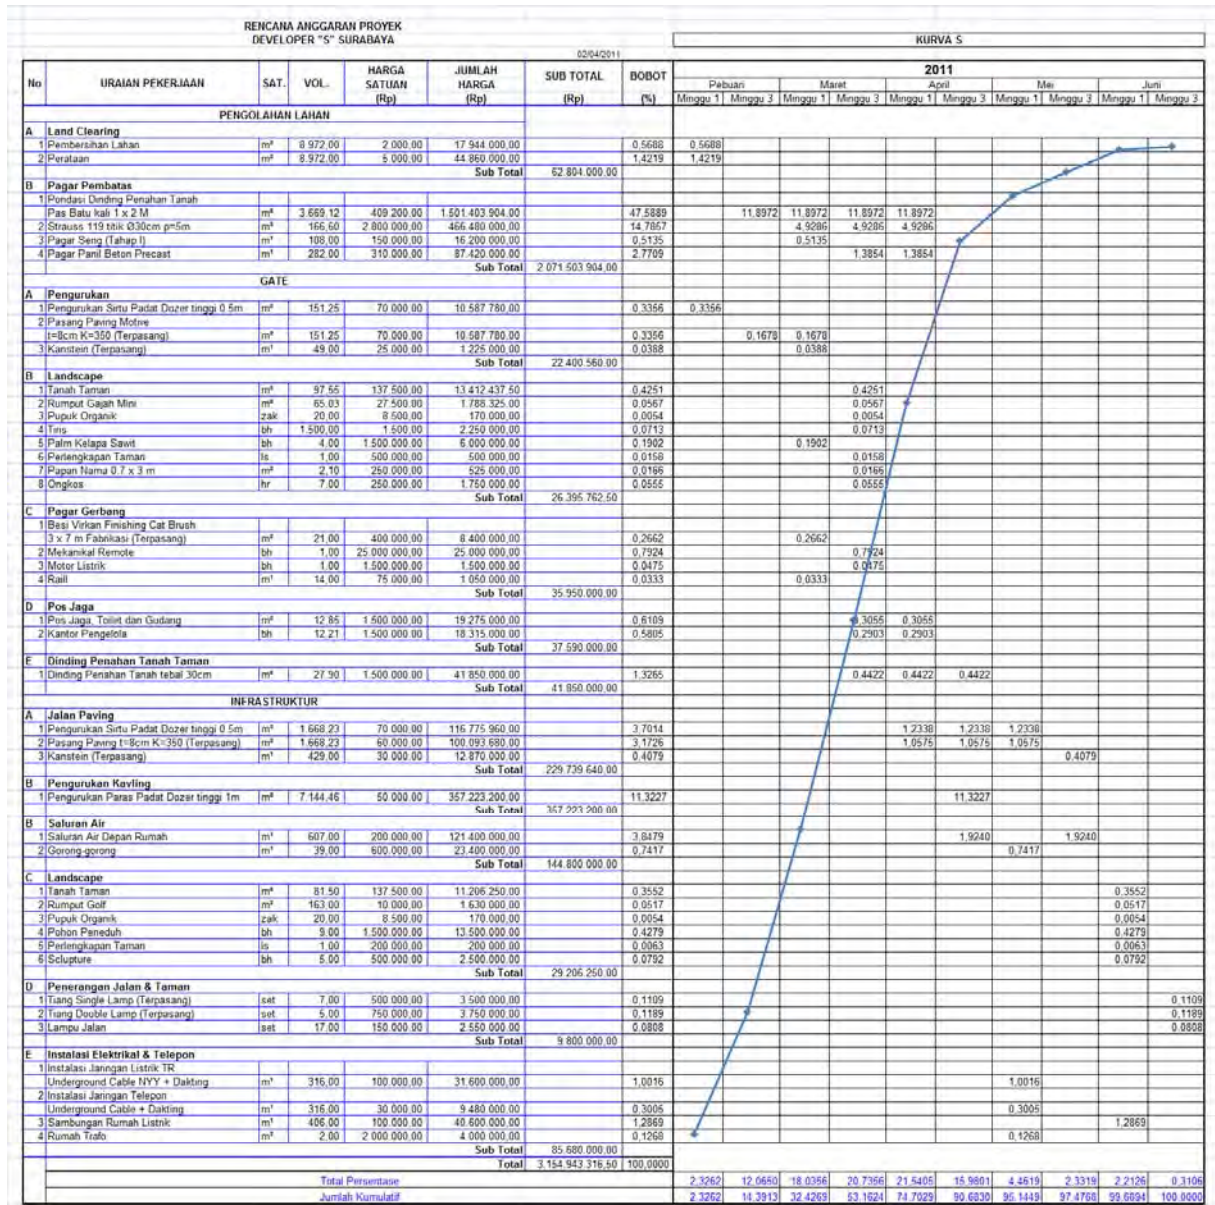 RENCANA ANGGARAN PROYEK
DEVELOPER "S" SURABAYA
KURVA S
02/04/2011
No URAIAN PEKERJAAN SAT. VOL. HARGA SATUAN (Rp) JUMLAH HARGA (Rp) SUB TOTAL (Rp) BOBOT (%) 2011
Pebuari Maret April Mei Juni
Minggu 1 Minggu 3 Minggu 1 Minggu 3 Minggu 1 Minggu 3 Minggu 1 Minggu 3 Minggu 1 Minggu 3
PENGOLAHAN LAHAN
A Land Clearing
1 Pembersihan Lahan m² 8.972,00 2.000,00 17.944.000,00 0,5688 0,5688
2 Perataan m² 8.972,00 5.000,00 44.860.000,00 1,4219 1,4219
Sub Total 62.804.000,00
B Pagar Pembatas
1 Pondasi Dinding Penahan Tanah
Pas Batu kali 1 x 2 M m³ 3.669,12 409.200,00 1.501.403.904,00 47,5889 11,8972 11,8972 11,8972 11,8972
2 Strauss 119 titik Ø30cm p=5m m³ 166,60 2.800.000,00 466.480.000,00 14,7857 4,9286 4,9286 4,9286
3 Pagar Seng (Tahap I) m¹ 108,00 150.000,00 16.200.000,00 0,5135 0,5135
4 Pagar Panil Beton Precast m¹ 282,00 310.000,00 87.420.000,00 2,7709 1,3854 1,3854
Sub Total 2.071.503.904,00
GATE
A Pengurukan
1 Pengurukan Sirtu Padat Dozer tinggi 0.5m m² 151,25 70.000,00 10.587.780,00 0,3356 0,3356
2 Pasang Paving Motive
t=8cm K=350 (Terpasang) m² 151,25 70.000,00 10.587.780,00 0,3356 0,1678 0,1678
3 Kanstein (Terpasang) m¹ 49,00 25.000,00 1.225.000,00 0,0388 0,0388
Sub Total 22.400.560,00
B Landscape
1 Tanah Taman m² 97,55 137.500,00 13.412.437,50 0,4251 0,4251
2 Rumput Gajah Mini m² 65,03 27.500,00 1.788.325,00 0,0567 0,0567
3 Pupuk Organik zak 20,00 8.500,00 170.000,00 0,0054 0,0054
4 Tiris bh 1.500,00 1.500,00 2.250.000,00 0,0713 0,0713
5 Palm Kelapa Sawit bh 4,00 1.500.000,00 6.000.000,00 0,1902 0,1902
6 Perlengkapan Taman ls 1,00 500.000,00 500.000,00 0,0158 0,0158
7 Papan Nama 0.7 x 3 m m² 2,10 250.000,00 525.000,00 0,0166 0,0166
8 Ongkos hr 7,00 250.000,00 1.750.000,00 0,0555 0,0555
Sub Total 26.395.762,50
C Pagar Gerbang
1 Besi Virkan Finishing Cat Brush
3 x 7 m Fabrikasi (Terpasang) m² 21,00 400.000,00 8.400.000,00 0,2662 0,2662
2 Mekanikal Remote bh 1,00 25.000.000,00 25.000.000,00 0,7924 0,7924
3 Motor Listrik bh 1,00 1.500.000,00 1.500.000,00 0,0475 0,0475
4 Raill m¹ 14,00 75.000,00 1.050.000,00 0,0333 0,0333
Sub Total 35.950.000,00
D Pos Jaga
1 Pos Jaga, Toilet dan Gudang m² 12,85 1.500.000,00 19.275.000,00 0,6109 0,3055 0,3055
2 Kantor Pengelola bh 12,21 1.500.000,00 18.315.000,00 0,5805 0,2903 0,2903
Sub Total 37.590.000,00
E Dinding Penahan Tanah Taman
1 Dinding Penahan Tanah tebal 30cm m² 27,90 1.500.000,00 41.850.000,00 1,3265 0,4422 0,4422 0,4422
Sub Total 41.850.000,00
INFRASTRUKTUR
A Jalan Paving
1 Pengurukan Sirtu Padat Dozer tinggi 0.5m m² 1.668,23 70.000,00 116.775.960,00 3,7014 1,2338 1,2338 1,2338
2 Pasang Paving t=8cm K=350 (Terpasang) m² 1.668,23 60.000,00 100.093.680,00 3,1726 1,0575 1,0575 1,0575
3 Kanstein (Terpasang) m¹ 429,00 30.000,00 12.870.000,00 0,4079 0,4079
Sub Total 229.739.640,00
B Pengurukan Kavling
1 Pengurukan Paras Padat Dozer tinggi 1m m² 7.144,46 50.000,00 357.223.200,00 11,3227 11,3227
Sub Total 357.223.200,00
B Saluran Air
1 Saluran Air Depan Rumah m¹ 607,00 200.000,00 121.400.000,00 3,8479 1,9240 1,9240
2 Gorong-gorong m¹ 39,00 600.000,00 23.400.000,00 0,7417 0,7417
Sub Total 144.800.000,00
C Landscape
1 Tanah Taman m² 81,50 137.500,00 11.206.250,00 0,3552 0,3552
2 Rumput Golf m² 163,00 10.000,00 1.630.000,00 0,0517 0,0517
3 Pupuk Organik zak 20,00 8.500,00 170.000,00 0,0054 0,0054
4 Pohon Peneduh bh 9,00 1.500.000,00 13.500.000,00 0,4279 0,4279
5 Perlengkapan Taman ls 1,00 200.000,00 200.000,00 0,0063 0,0063
6 Sclupture bh 5,00 500.000,00 2.500.000,00 0,0792 0,0792
Sub Total 29.206.250,00
D Penerangan Jalan & Taman
1 Tiang Single Lamp (Terpasang) set 7,00 500.000,00 3.500.000,00 0,1109 0,1109
2 Tiang Double Lamp (Terpasang) set 5,00 750.000,00 3.750.000,00 0,1189 0,1189
3 Lampu Jalan set 17,00 150.000,00 2.550.000,00 0,0808 0,0808
Sub Total 9.800.000,00
E Instalasi Elektrikal & Telepon
1 Instalasi Jaringan Listrik TR
Underground Cable NYY + Dakting m¹ 316,00 100.000,00 31.600.000,00 1,0016 1,0016
2 Instalasi Jaringan Telepon
Underground Cable + Dakting m¹ 316,00 30.000,00 9.480.000,00 0,3005 0,3005
3 Sambungan Rumah Listrik m¹ 406,00 100.000,00 40.600.000,00 1,2869 1,2869
4 Rumah Trafo m² 2,00 2.000.000,00 4.000.000,00 0,1268 0,1268
Sub Total 85.680.000,00
Total 3.154.943.316,50 100,0000
Total Persentase 2,3262 12,0650 18,0356 20,7356 21,5405 15,9801 4,4619 2,3319 2,2126 0,3106
Jumlah Kumulatif 2,3262 14,3913 32,4269 53,1624 74,7029 90,6830 95,1449 97,4768 99,6894 100,0000